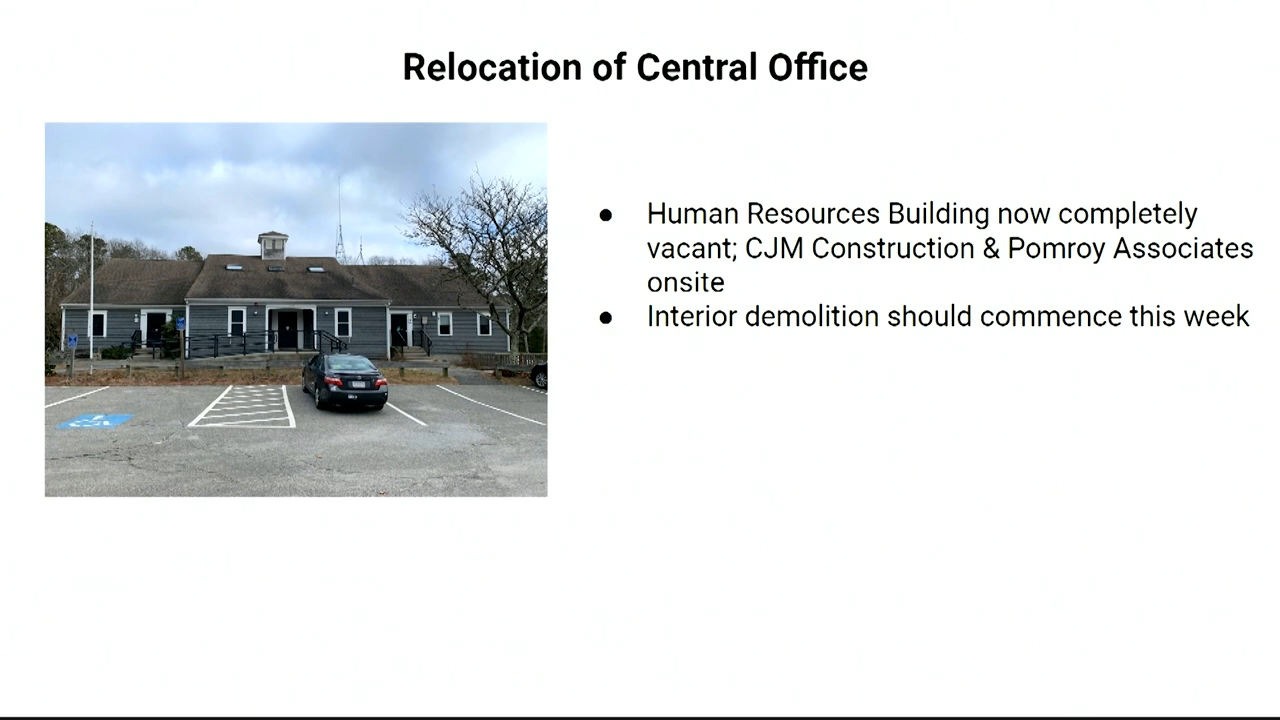 Relocation of Central Office
● Human Resources Building now completely
vacant; CJM Construction & Pomroy Associates
onsite
● Interior demolition should commence this week